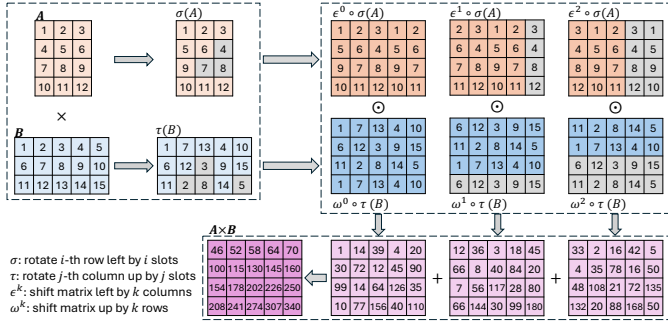 A
1 2 3
4 5 6
7 8 9
10 11 12
×
B
1 2 3 4 5
6 7 8 9 10
11 12 13 14 15
σ(A)
1 2 3
5 6 4
9 7 8
10 11 12
τ(B)
1 7 13 4 10
6 12 3 9 15
11 2 8 14 5
ϵ⁰∘σ(A)
1 2 3 1 2
5 6 4 5 6
9 7 8 9 7
10 11 12 10 11
⊙
1 7 13 4 10
6 12 3 9 15
11 2 8 14 5
1 7 13 4 10
ω⁰∘τ(B)
ϵ¹∘σ(A)
2 3 1 2 3
6 4 5 6 4
7 8 9 7 8
11 12 10 11 12
⊙
6 12 3 9 15
11 2 8 14 5
1 7 13 4 10
6 12 3 9 15
ω¹∘τ(B)
ϵ²∘σ(A)
3 1 2 3 1
4 5 6 4 5
8 9 7 8 9
12 10 11 12 10
⊙
11 2 8 14 5
1 7 13 4 10
6 12 3 9 15
11 2 8 14 5
ω²∘τ(B)
σ: rotate i-th row left by i slots
τ: rotate j-th column up by j slots
ϵᵏ: shift matrix left by k columns
ωᵏ: shift matrix up by k rows
A×B
46 52 58 64 70
100 115 130 145 160
154 178 202 226 250
208 241 274 307 340
1 14 39 4 20
30 72 12 45 90
99 14 64 126 35
10 77 156 40 110
+
12 36 3 18 45
66 8 40 84 20
7 56 117 28 80
66 144 30 99 180
+
33 2 16 42 5
4 35 78 16 50
48 108 21 72 135
132 20 88 168 50